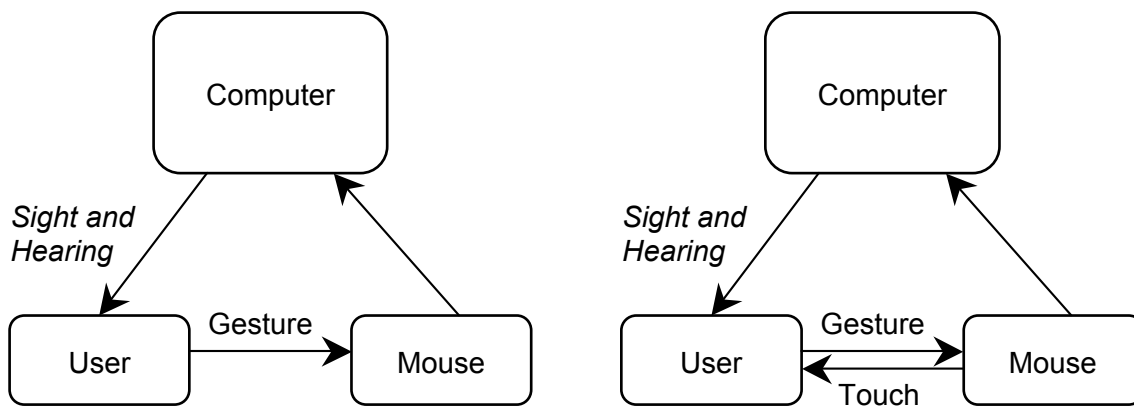 Computer
Sight and
Hearing
Gesture
User
Mouse
Computer
Sight and
Hearing
Gesture
User
Mouse
Touch